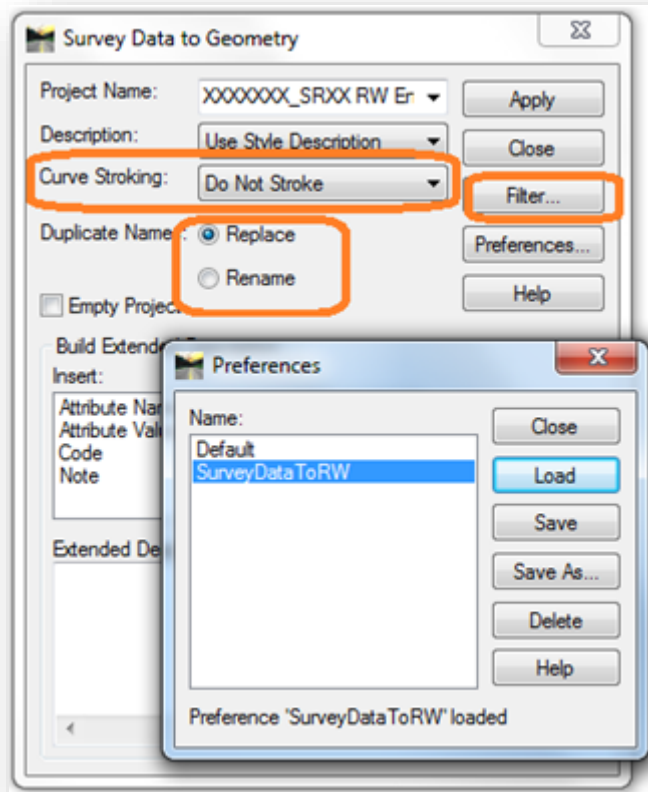 Survey Data to Geometry
Project Name: XXXXXXX_SRXX RW Er Apply
Description: Use Style Description Close
Curve Stroking: Do Not Stroke Filter...
Duplicate Name Replace Preferences...
Rename Help
Empty Projec
Build Extende
Insert:
Attribute Nar
Attribute Val
Code
Note
Extended De
Preferences
Name:
Default
SurveyDataToRW
Close
Load
Save
Save As...
Delete
Help
Preference 'SurveyDataToRW' loaded